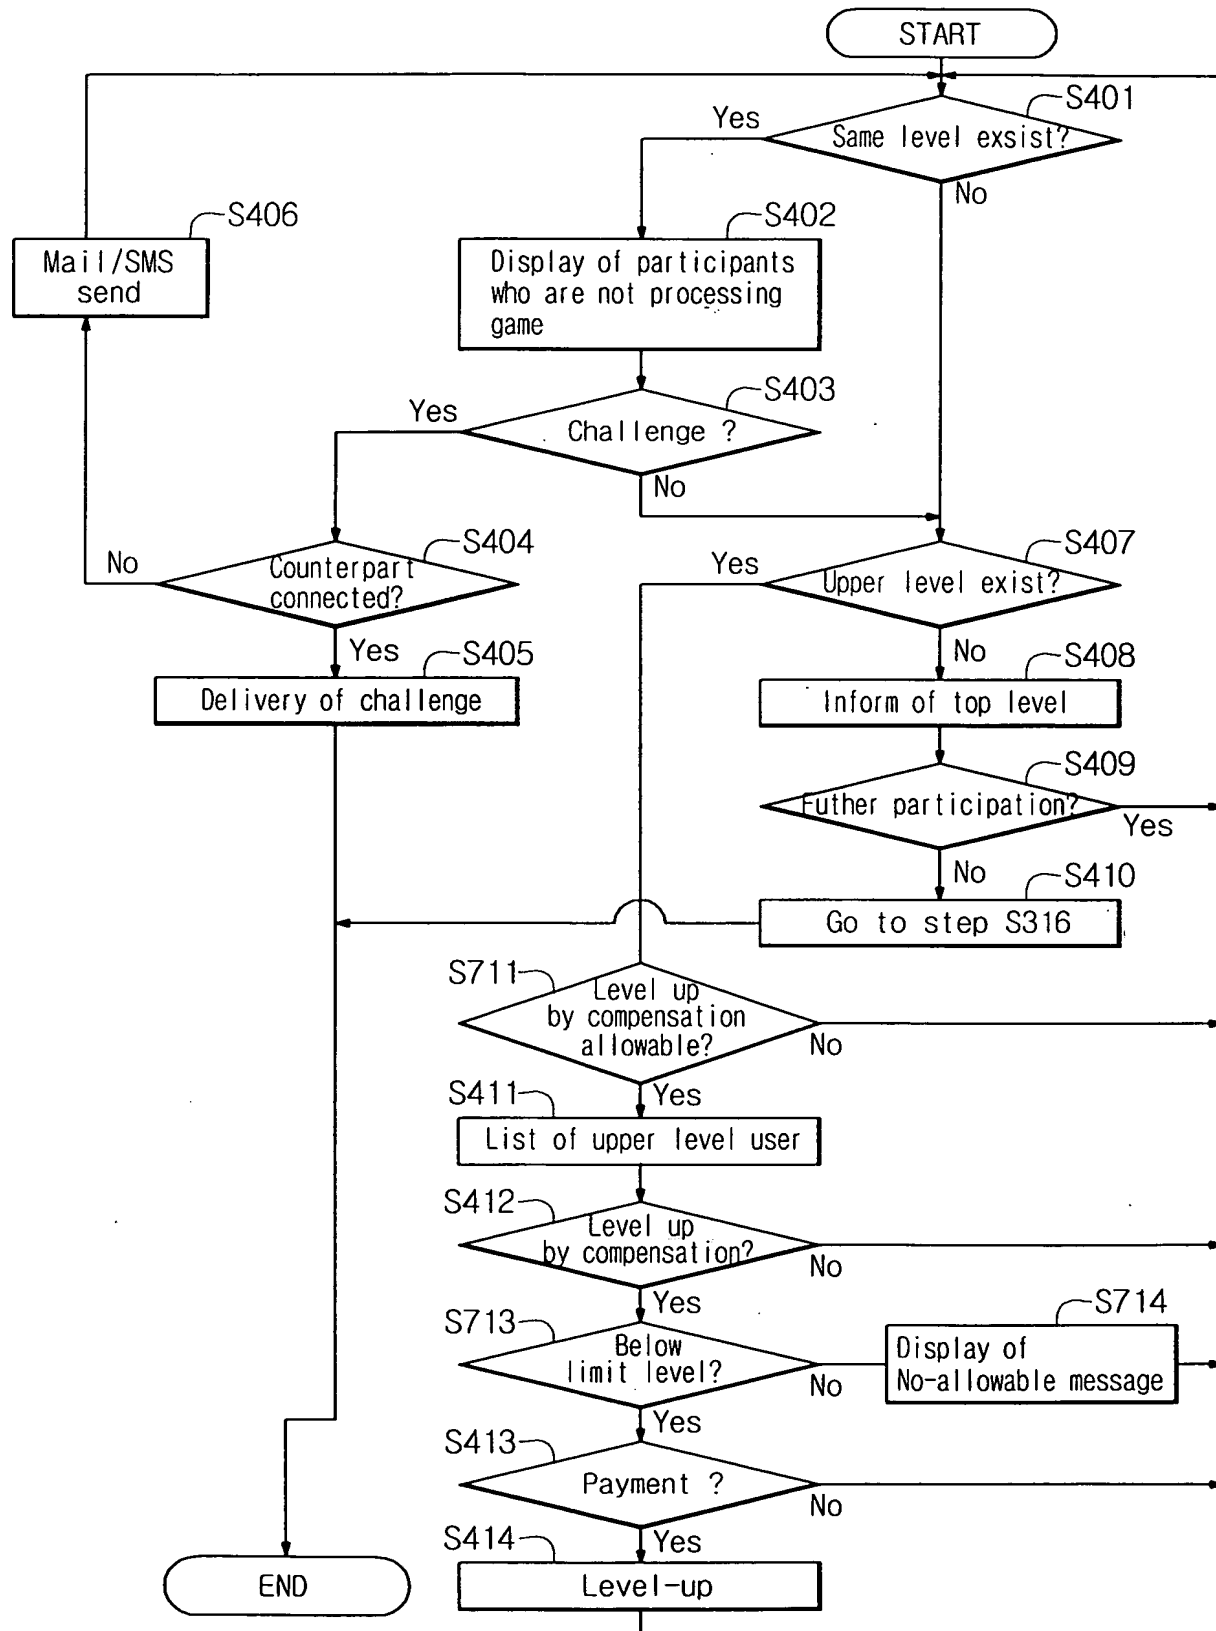 START
S401
Yes
Same level exsist?
No
S406
S402
Mail/SMS
send
Display of participants
who are not processing
game
S403
Yes
Challenge ?
No
S404
S407
No
Yes
Counterpart
connected?
Upper level exist?
Yes
S405
No
S408
Delivery of challenge
Inform of top level
S409
Futher participation?
Yes
No
S410
Go to step S316
S711
Level up
by compensation
allowable?
No
S411
Yes
List of upper level user
S412
Level up
by compensation?
No
Yes
S714
S713
Below
limit level?
No
Display of
No-allowable message
Yes
S413
Payment ?
No
S414
Yes
END
Level-up